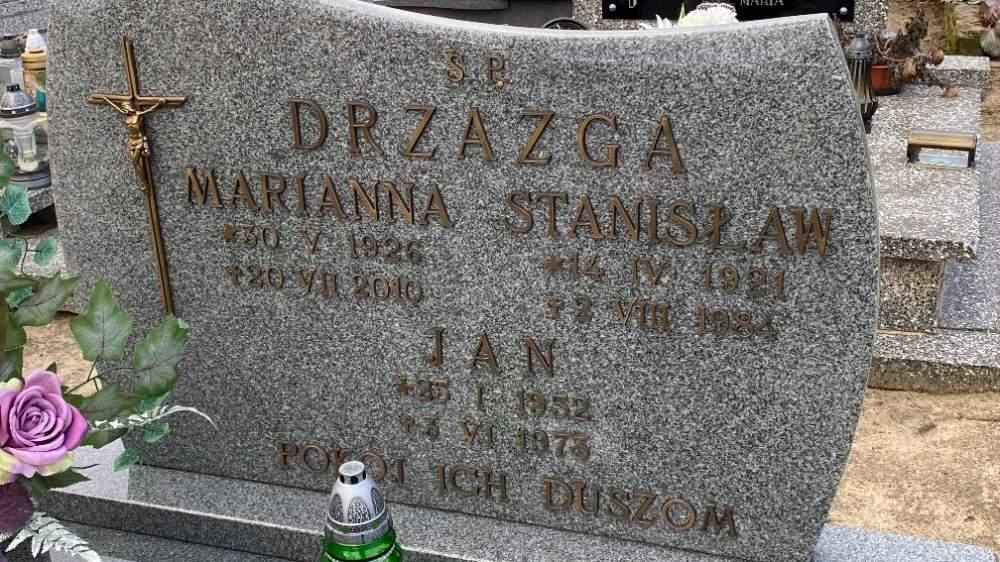 MARIA
Ś.P.
DRZAZGA
MARIANNA STANISŁAW
*30 V 1926 *14 IV 1921
†20 VII 2010 †2 VIII 1984
JAN
*25 I 1952
†3 VI 1973
POKÓJ ICH DUSZOM